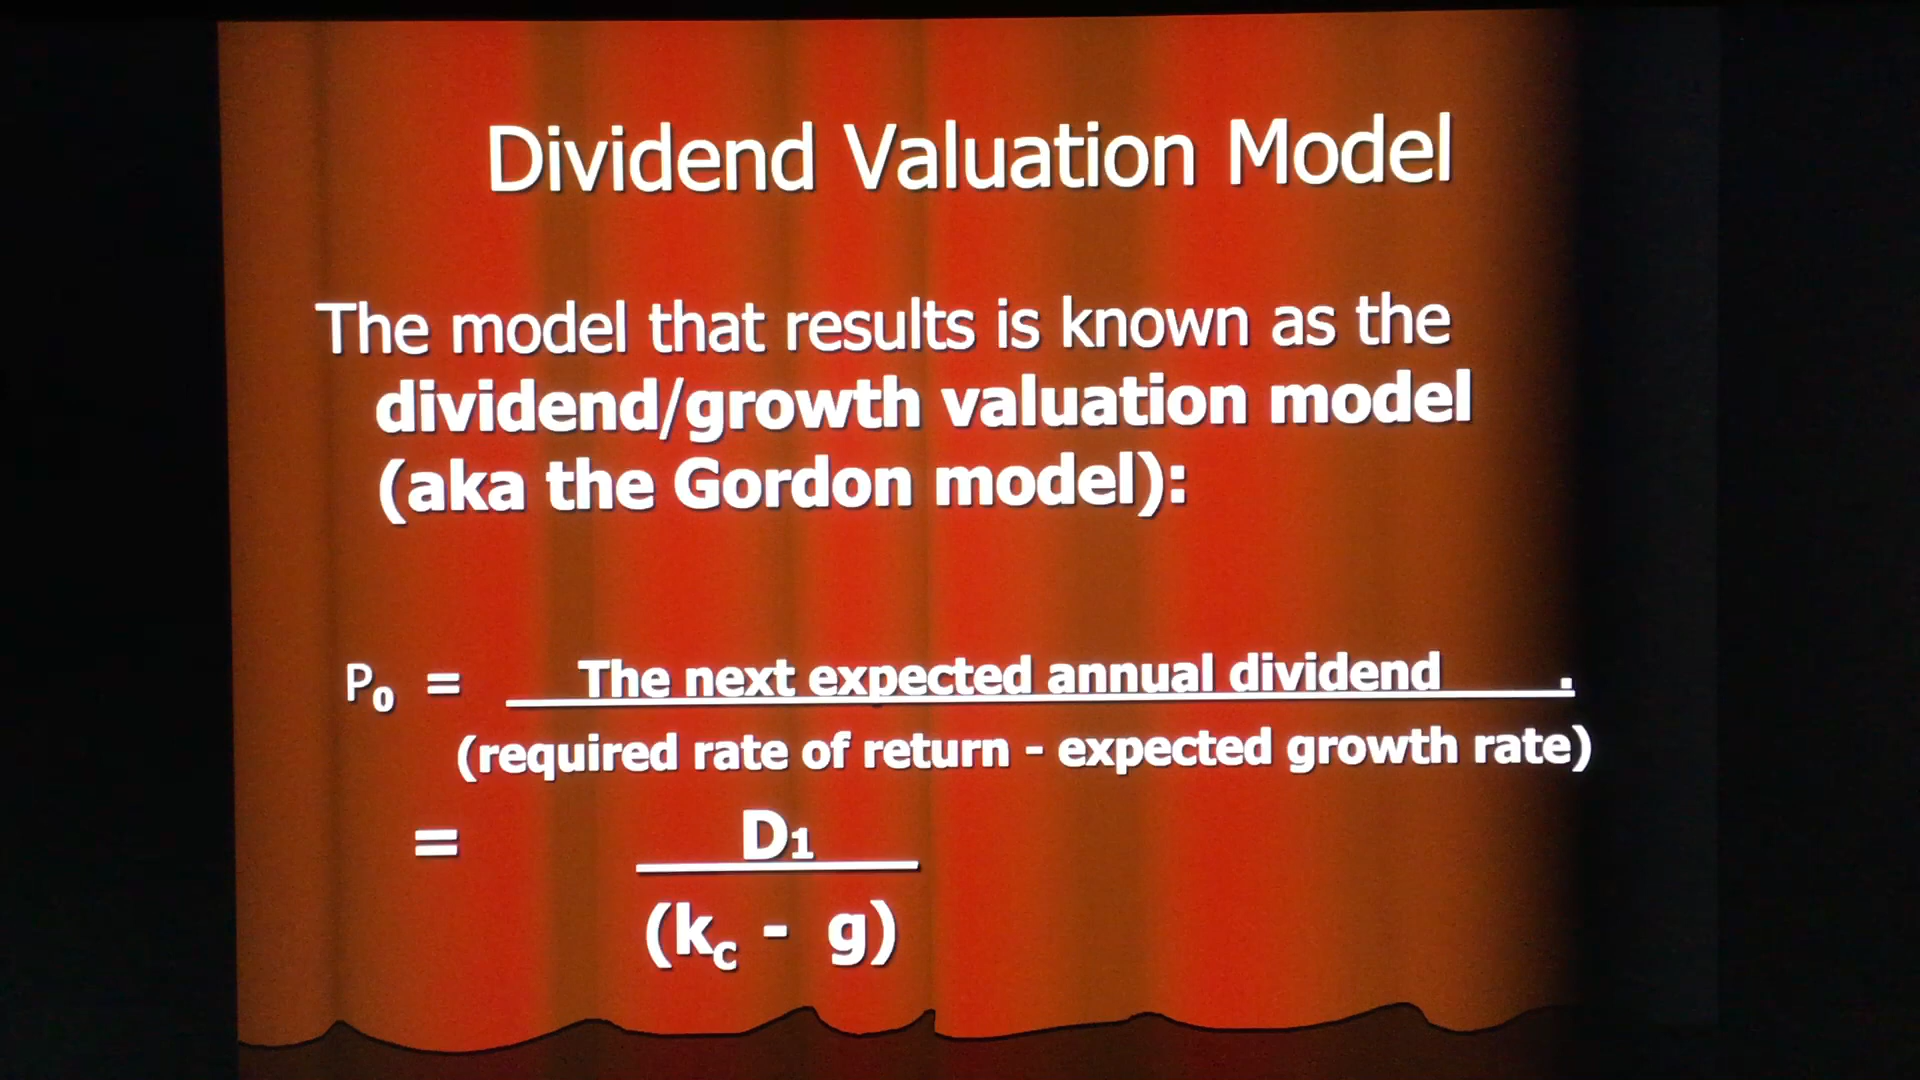 Dividend Valuation Model
The model that results is known as the
dividend/growth valuation model
(aka the Gordon model):
P₀ = The next expected annual dividend .
(required rate of return - expected growth rate)
= D₁
(k꜀ - g)